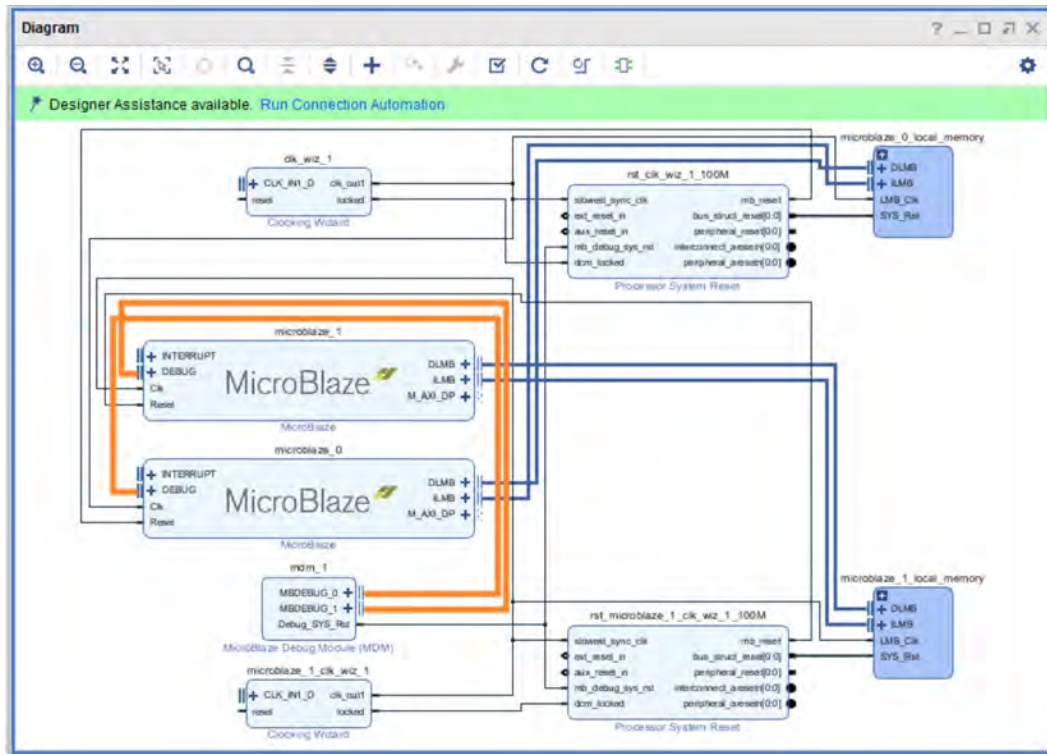 Diagram
Designer Assistance available. Run Connection Automation
microblaze_0_local_memory
DLMB
ILMB
LMB_Clk
SYS_Rst
clk_wiz_1
CLK_IN1_D clk_out1
reset locked
Clocking Wizard
rst_clk_wiz_1_100M
slowest_sync_clk mb_reset
ext_reset_in bus_struct_reset[0:0]
aux_reset_in peripheral_reset[0:0]
mb_debug_sys_rst interconnect_aresetn[0:0]
dcm_locked peripheral_aresetn[0:0]
Processor System Reset
microblaze_1
INTERRUPT
DEBUG
Clk
Reset
MicroBlaze
DLMB
ILMB
M_AXI_DP
MicroBlaze
microblaze_0
INTERRUPT
DEBUG
Clk
Reset
MicroBlaze
DLMB
ILMB
M_AXI_DP
MicroBlaze
mdm_1
MBDEBUG_0
MBDEBUG_1
Debug_SYS_Rst
MicroBlaze Debug Module (MDM)
microblaze_1_local_memory
DLMB
ILMB
LMB_Clk
SYS_Rst
rst_microblaze_1_clk_wiz_1_100M
slowest_sync_clk mb_reset
ext_reset_in bus_struct_reset[0:0]
aux_reset_in peripheral_reset[0:0]
mb_debug_sys_rst interconnect_aresetn[0:0]
dcm_locked peripheral_aresetn[0:0]
Processor System Reset
microblaze_1_clk_wiz_1
CLK_IN1_D clk_out1
reset locked
Clocking Wizard